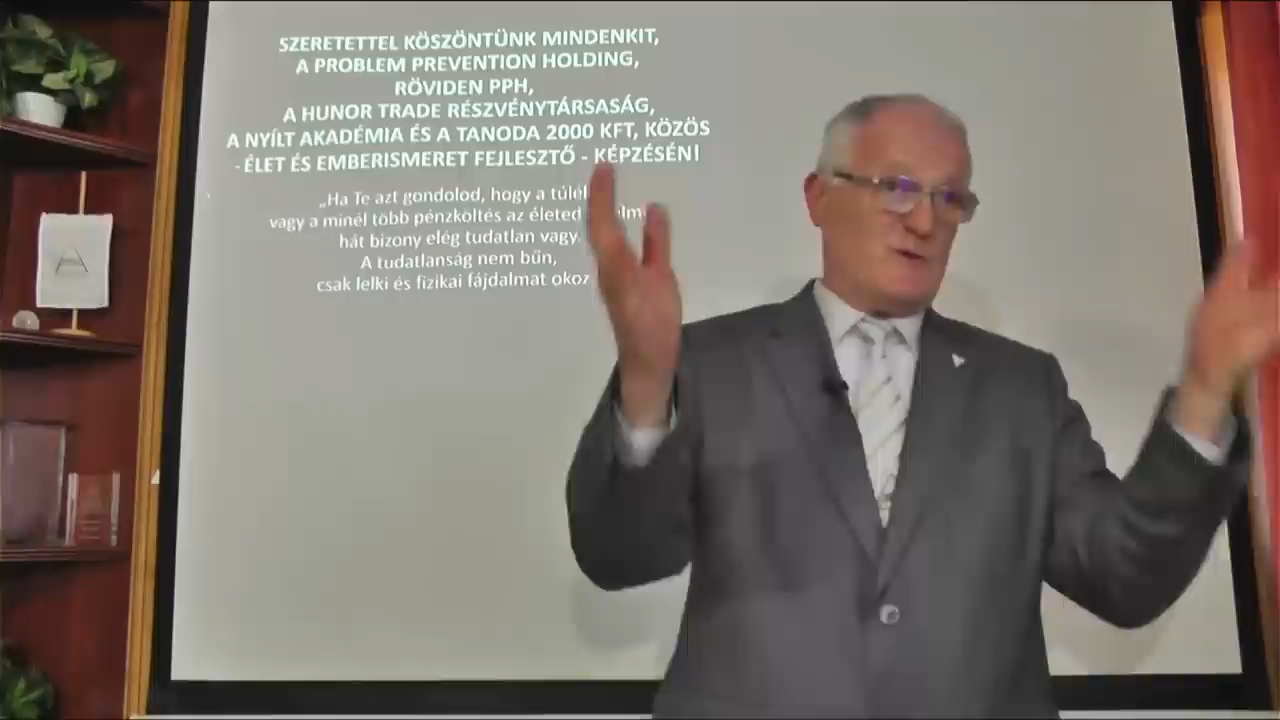 SZERETETTEL KÖSZÖNTÜNK MINDENKIT,
A PROBLEM PREVENTION HOLDING,
RÖVIDEN PPH,
A HUNOR TRADE RÉSZVÉNYTÁRSASÁG,
A NYÍLT AKADÉMIA ÉS A TANODA 2000 KFT, KÖZÖS
- ÉLET ÉS EMBERISMERET FEJLESZTŐ - KÉPZÉSÉN!
„Ha Te azt gondolod, hogy a
vagy a minél több pénzköltés az életed
hát bizony elég tudatlan vagy.
A tudatlanság nem bűn,
csak lelki és fizikai fájdalmat okoz
A